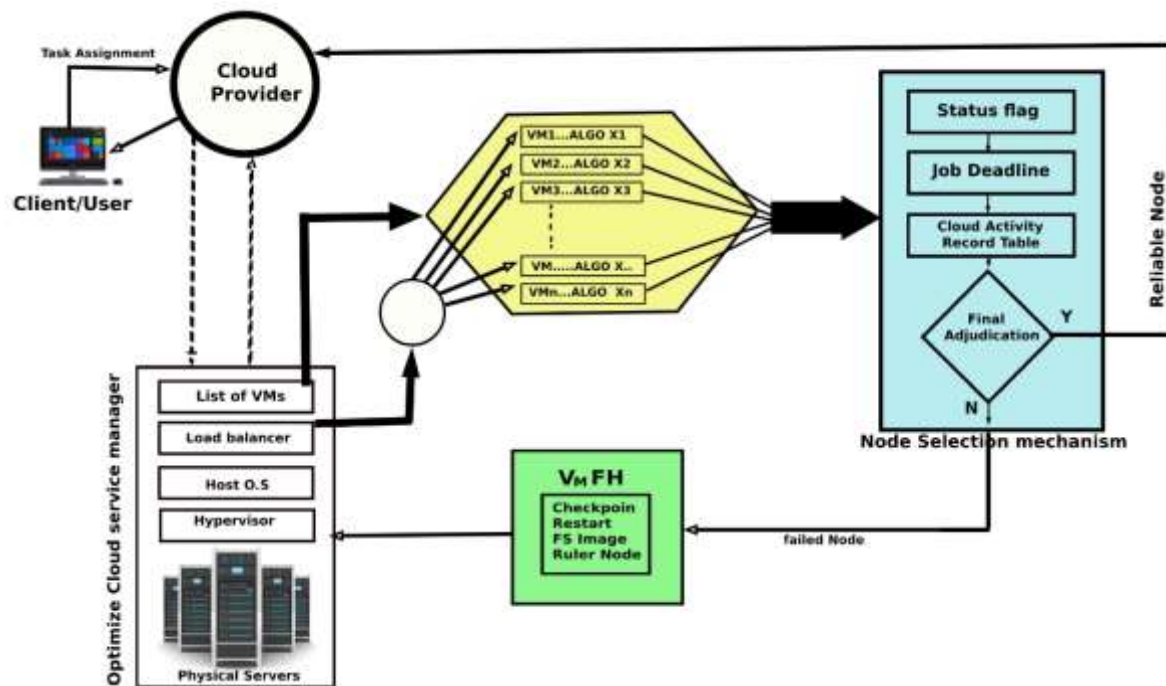 Task Assignment
Cloud
Provider
Client/User
VM1...ALGO X1
VM2...ALGO X2
VM3...ALGO X3
VM.....ALGO X..
VMn...ALGO Xn
Status flag
Job Deadline
Cloud Activity
Record Table
Final
Adjudication
Y
N
Reliable Node
Node Selection mechanism
Optimize Cloud service manager
List of VMs
Load balancer
Host O.S
Hypervisor
Physical Servers
VM FH
Checkpoin
Restart
FS Image
Ruler Node
failed Node